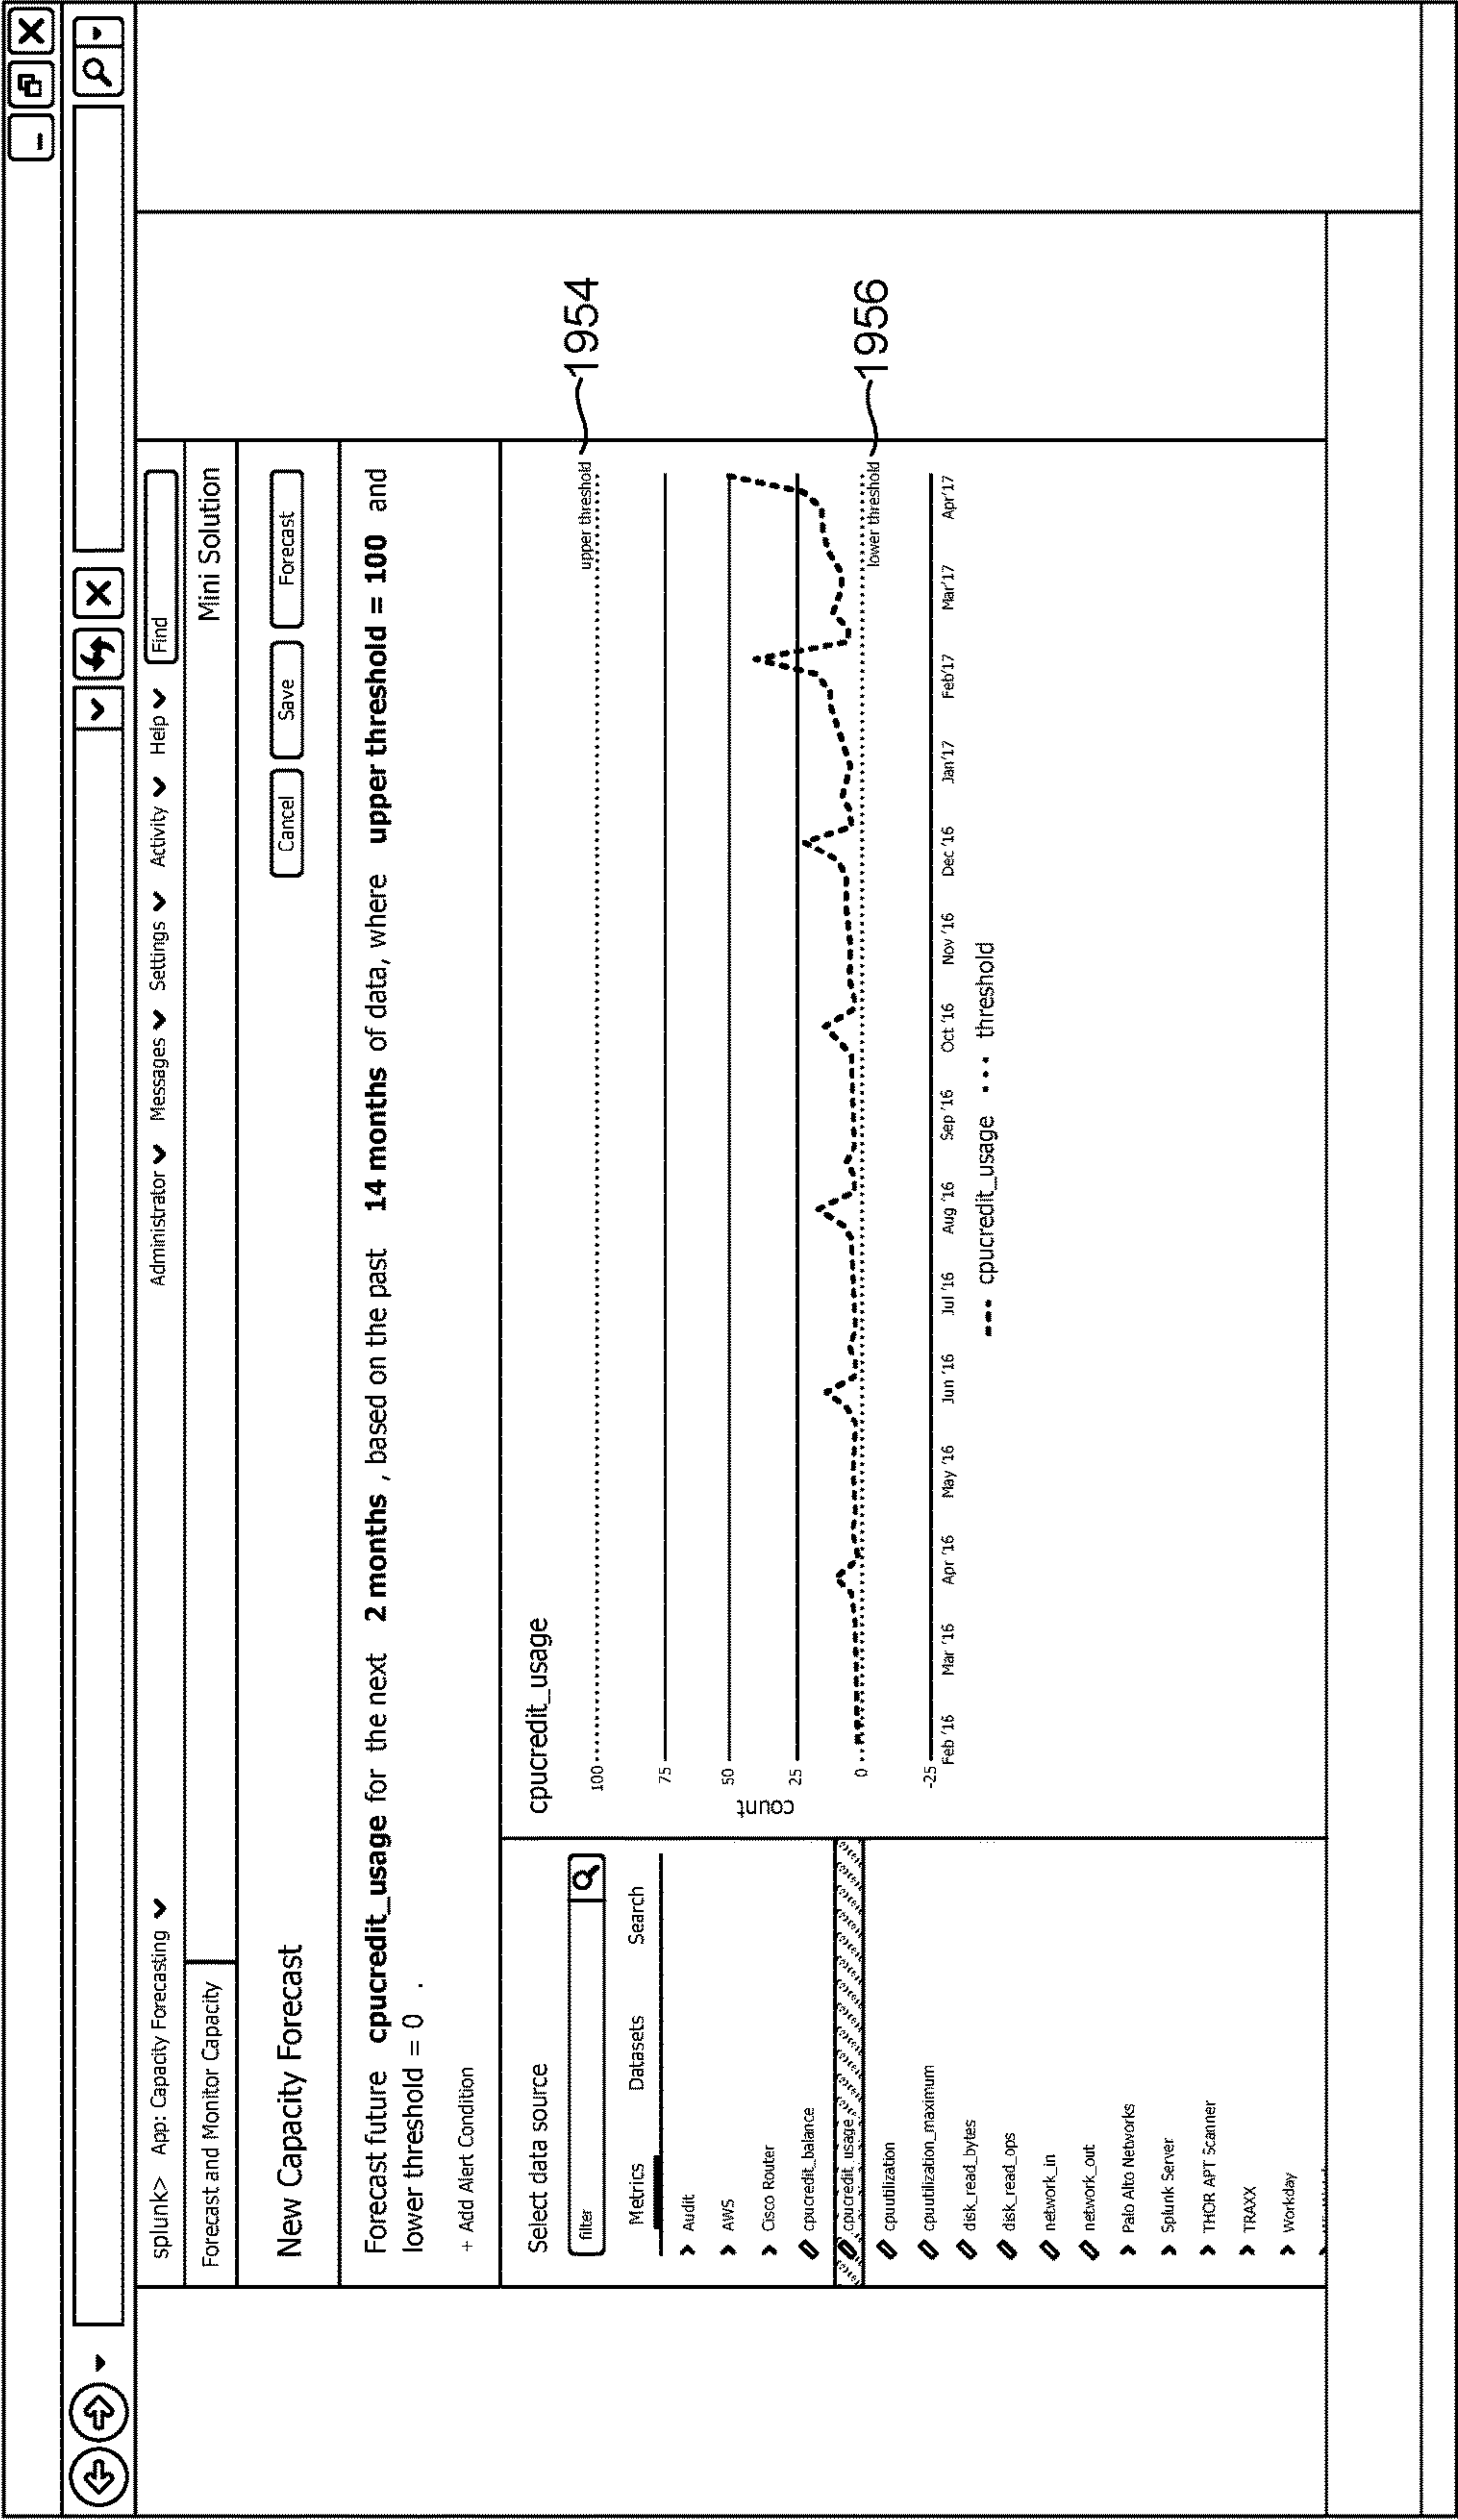 splunk> App: Capacity Forecasting Administrator Messages Settings Activity Help Find
Forecast and Monitor Capacity Mini Solution
New Capacity Forecast Cancel Save Forecast
Forecast future cpucredit_usage for the next 2 months , based on the past 14 months of data, where upper threshold = 100 and
lower threshold = 0 .
+ Add Alert Condition
Select data source
filter
Metrics Datasets Search
Audit
AWS
Cisco Router
cpucredit_balance
cpucredit_usage
cpuutilization
cpuutilization_maximum
disk_read_bytes
disk_read_ops
network_in
network_out
Palo Alto Networks
Splunk Server
THOR APT Scanner
TRAXX
Workday
cpucredit_usage
upper threshold
1954
100
75
50
25
0
-25
count
lower threshold
1956
Feb '16 Mar '16 Apr '16 May '16 Jun '16 Jul '16 Aug '16 Sep '16 Oct '16 Nov '16 Dec '16 Jan'17 Feb'17 Mar'17 Apr'17
cpucredit_usage threshold